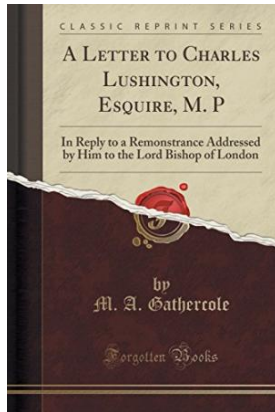 CLASSIC REPRINT SERIES
A LETTER TO CHARLES
LUSHINGTON,
ESQUIRE, M. P
IN REPLY TO A REMONSTRANCE ADDRESSED
BY HIM TO THE LORD BISHOP OF LONDON
by
M. A. Gathercole
Forgotten Books